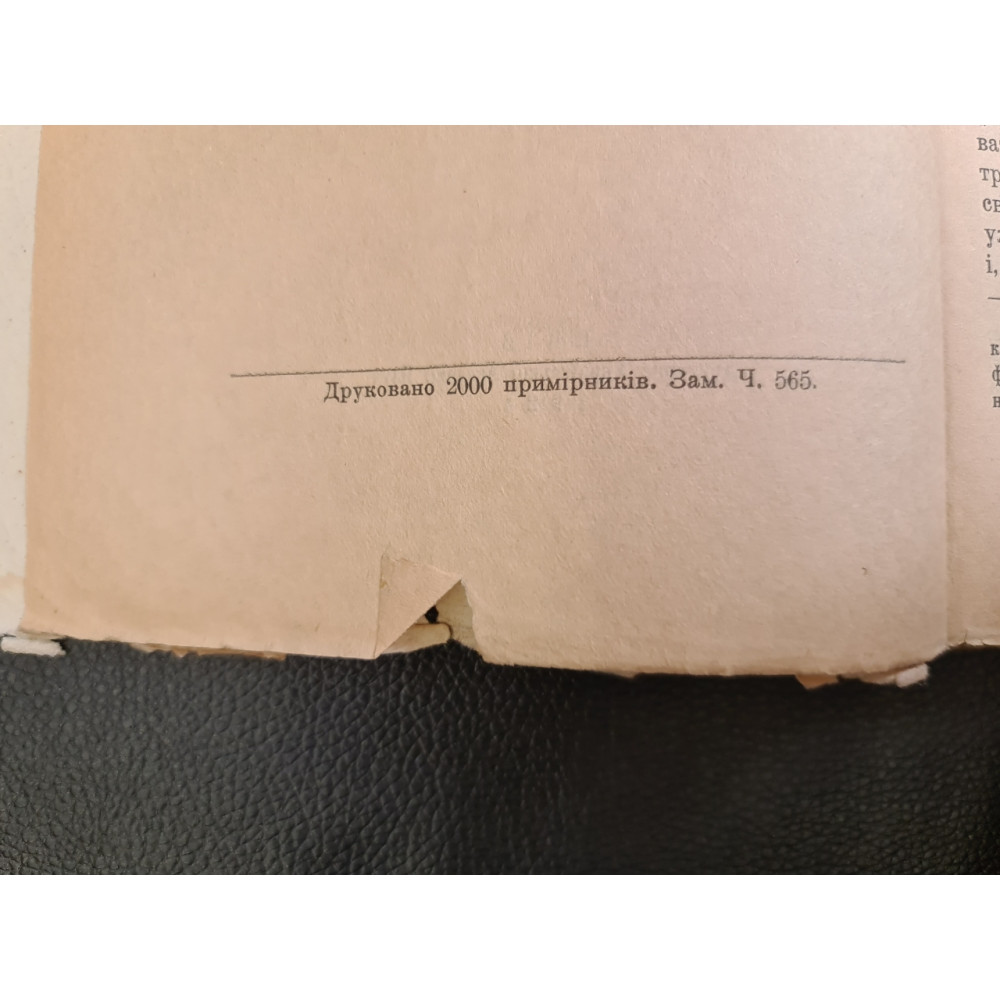 Друковано 2000 примірників. Зам. Ч. 565.
і,